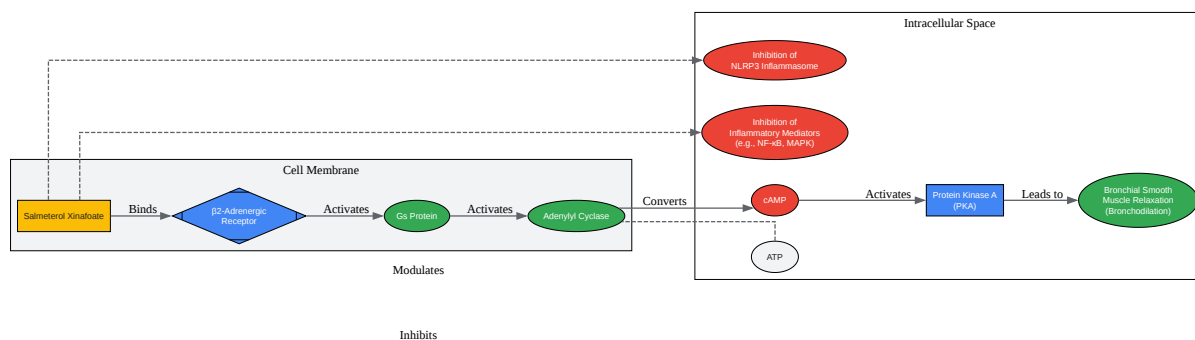 Intracellular Space
Inhibition of
NLRP3 Inflammasome
Inhibition of
Inflammatory Mediators
(e.g., NF-κB, MAPK)
Cell Membrane
Salmeterol Xinafoate
Binds
β2-Adrenergic
Receptor
Activates
Gs Protein
Activates
Adenylyl Cyclase
Converts
cAMP
Activates
Protein Kinase A
(PKA)
Leads to
Bronchial Smooth
Muscle Relaxation
(Bronchodilation)
ATP
Modulates
Inhibits